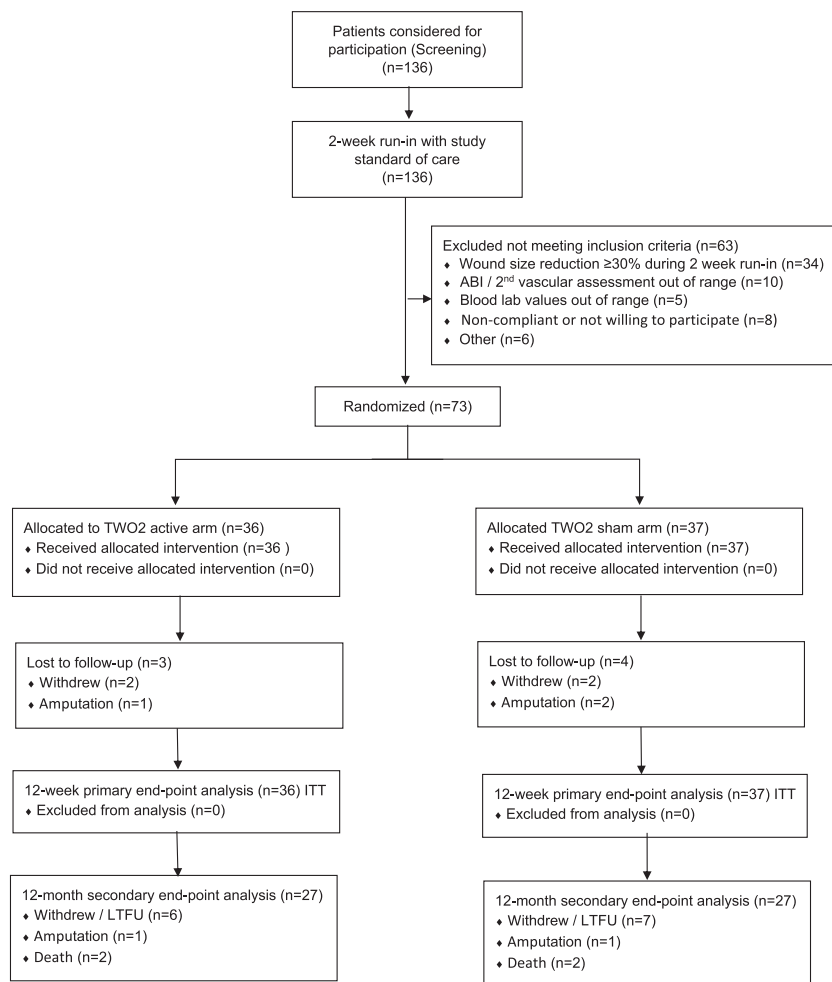 Patients considered for
participation (Screening)
(n=136)
2-week run-in with study
standard of care
(n=136)
Excluded not meeting inclusion criteria (n=63)
♦ Wound size reduction ≥30% during 2 week run-in (n=34)
♦ ABI / 2nd vascular assessment out of range (n=10)
♦ Blood lab values out of range (n=5)
♦ Non-compliant or not willing to participate (n=8)
♦ Other (n=6)
Randomized (n=73)
Allocated to TWO2 active arm (n=36)
♦ Received allocated intervention (n=36 )
♦ Did not receive allocated intervention (n=0)
Allocated TWO2 sham arm (n=37)
♦ Received allocated intervention (n=37)
♦ Did not receive allocated intervention (n=0)
Lost to follow-up (n=3)
♦ Withdrew (n=2)
♦ Amputation (n=1)
Lost to follow-up (n=4)
♦ Withdrew (n=2)
♦ Amputation (n=2)
12-week primary end-point analysis (n=36) ITT
♦ Excluded from analysis (n=0)
12-week primary end-point analysis (n=37) ITT
♦ Excluded from analysis (n=0)
12-month secondary end-point analysis (n=27)
♦ Withdrew / LTFU (n=6)
♦ Amputation (n=1)
♦ Death (n=2)
12-month secondary end-point analysis (n=27)
♦ Withdrew / LTFU (n=7)
♦ Amputation (n=1)
♦ Death (n=2)